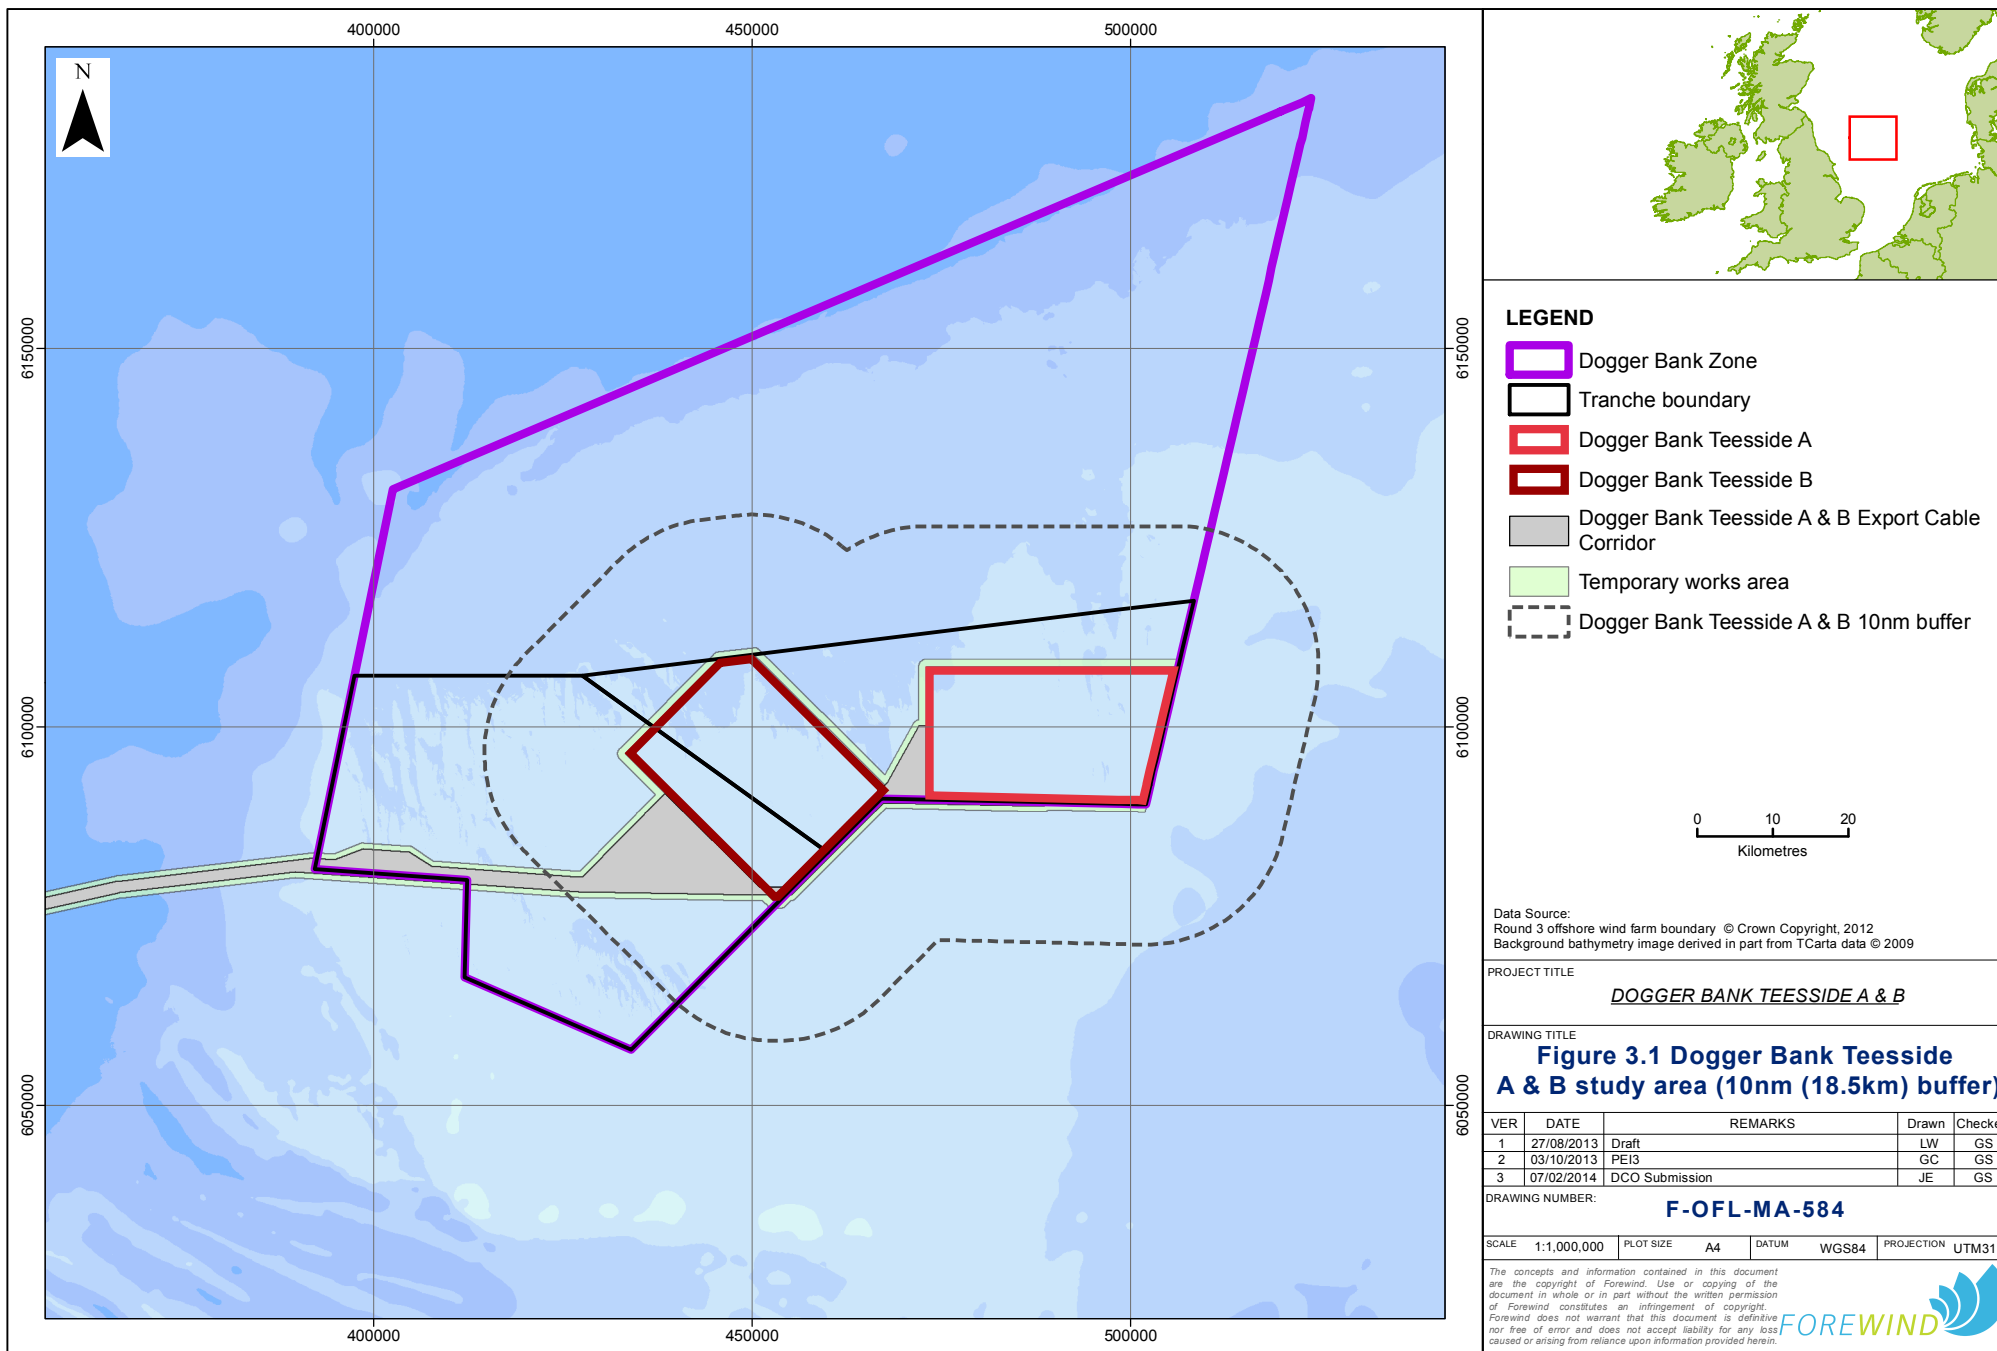 400000
450000
500000
N
6150000
6100000
6050000
6150000
6100000
6050000
400000
450000
500000
LEGEND
Dogger Bank Zone
Tranche boundary
Dogger Bank Teesside A
Dogger Bank Teesside B
Dogger Bank Teesside A & B Export Cable
Corridor
Temporary works area
Dogger Bank Teesside A & B 10nm buffer
0 10 20
Kilometres
Data Source:
Round 3 offshore wind farm boundary © Crown Copyright, 2012
Background bathymetry image derived in part from TCarta data © 2009
PROJECT TITLE
DOGGER BANK TEESSIDE A & B
DRAWING TITLE
Figure 3.1 Dogger Bank Teesside
A & B study area (10nm (18.5km) buffer)
VER DATE REMARKS Drawn Checke
1 27/08/2013 Draft LW GS
2 03/10/2013 PEI3 GC GS
3 07/02/2014 DCO Submission JE GS
DRAWING NUMBER:
F-OFL-MA-584
SCALE 1:1,000,000 PLOT SIZE A4 DATUM WGS84 PROJECTION UTM31
The concepts and information contained in this document
are the copyright of Forewind. Use or copying of the
document in whole or in part without the written permission
of Forewind constitutes an infringement of copyright.
Forewind does not warrant that this document is definitive
nor free of error and does not accept liability for any loss
caused or arising from reliance upon information provided herein.
FOREWIND